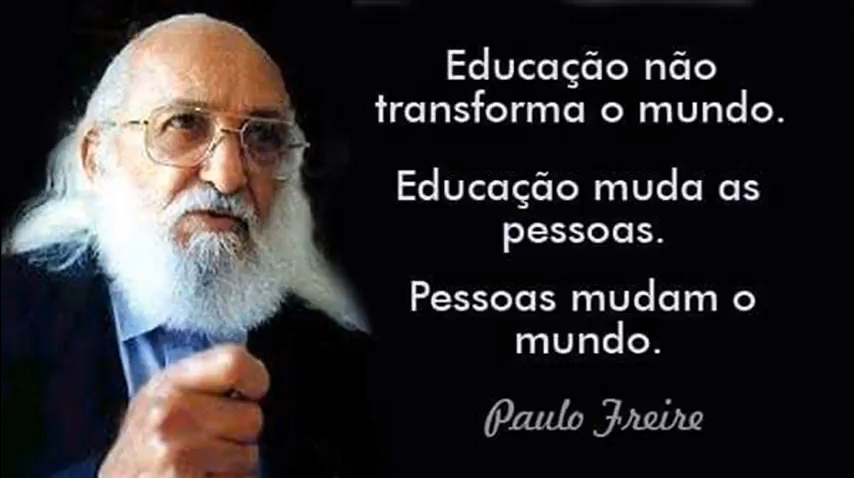 Educação não
transforma o mundo.
Educação muda as
pessoas.
Pessoas mudam o
mundo.
Paulo Freire